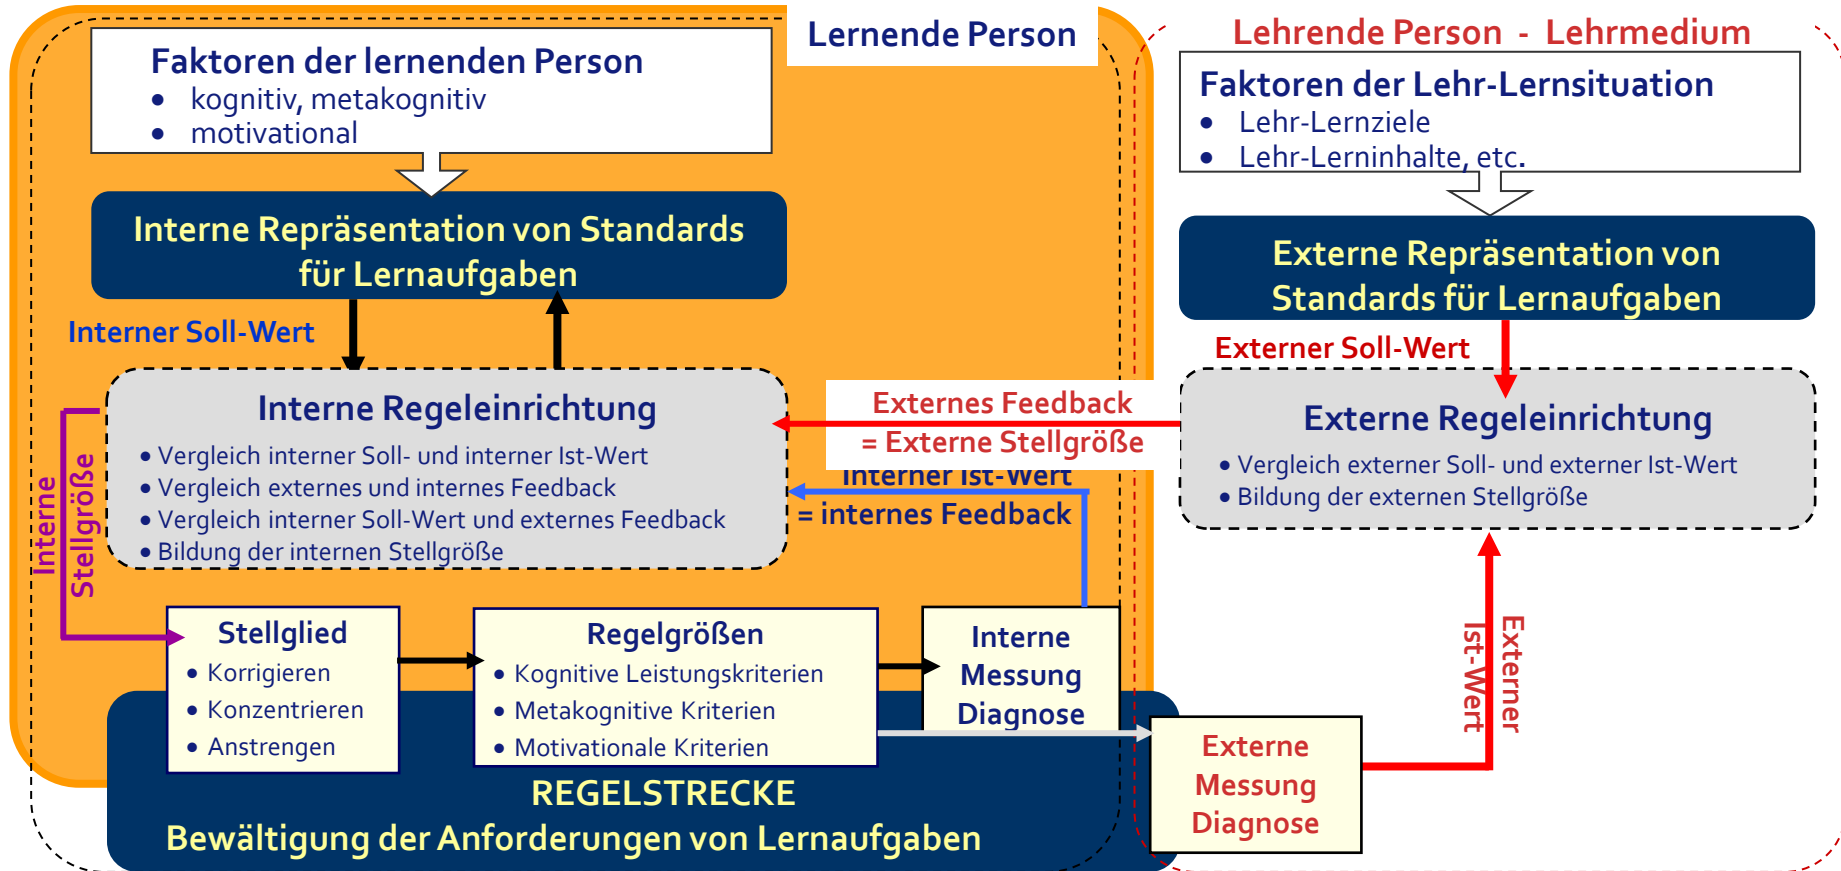 Lernende Person
Lehrende Person - Lehrmedium
Faktoren der lernenden Person
• kognitiv, metakognitiv
• motivational
Faktoren der Lehr-Lernsituation
• Lehr-Lernziele
• Lehr-Lerninhalte, etc.
Interne Repräsentation von Standards
für Lernaufgaben
Externe Repräsentation von
Standards für Lernaufgaben
Interner Soll-Wert
Externer Soll-Wert
Interne Regeleinrichtung
• Vergleich interner Soll- und interner Ist-Wert
• Vergleich externes und internes Feedback
• Vergleich interner Soll-Wert und externes Feedback
• Bildung der internen Stellgröße
Externes Feedback
= Externe Stellgröße
Interner Ist-Wert
= internes Feedback
Externe Regeleinrichtung
• Vergleich externer Soll- und externer Ist-Wert
• Bildung der externen Stellgröße
Interne
Stellgröße
Stellglied
• Korrigieren
• Konzentrieren
• Anstrengen
Regelgrößen
• Kognitive Leistungskriterien
• Metakognitive Kriterien
• Motivationale Kriterien
Interne
Messung
Diagnose
Externer
Ist-Wert
Externe
Messung
Diagnose
REGELSTRECKE
Bewältigung der Anforderungen von Lernaufgaben